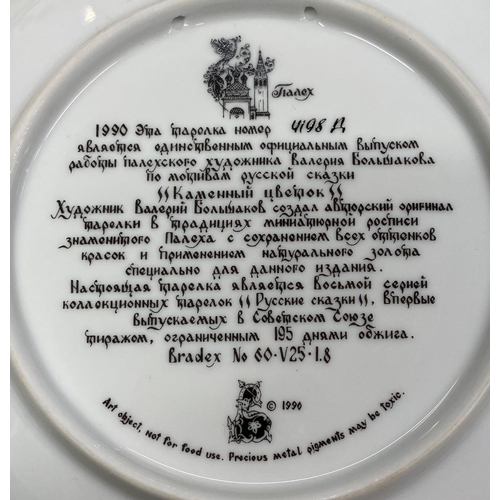 Палех
1990 Эта тарелка номер 4198 Д
является единственным официальным выпуском
работы палехского художника Валерия Большакова
по мотивам русской сказки
"Каменный цветок"
Художник Валерий Большаков создал авторский оригинал
тарелки в традициях миниатюрной росписи
знаменитого Палеха с сохранением всех оттенков
красок и применением натурального золота
специально для данного издания.
Настоящая тарелка является восьмой серией
коллекционных тарелок "Русские сказки", впервые
выпускаемых в Советском Союзе
тиражом, ограниченным 195 днями обжига.
Bradex No 60·V25·1.8
© 1990
Art object, not for food use. Precious metal pigments may be toxic.